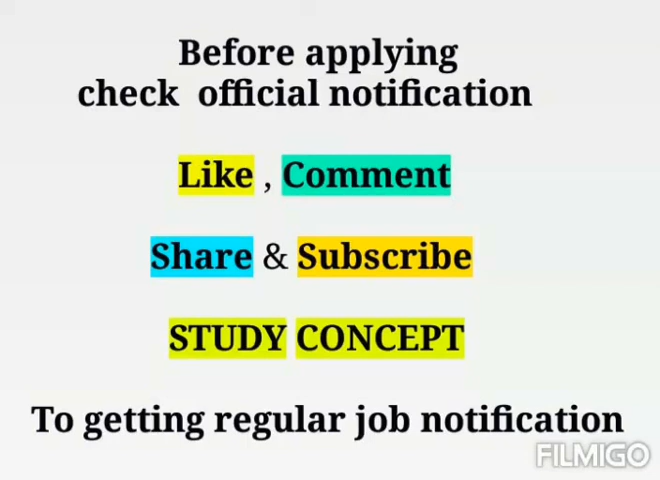 Before applying
check official notification
Like , Comment
Share & Subscribe
STUDY CONCEPT
To getting regular job notification
FILMIGO